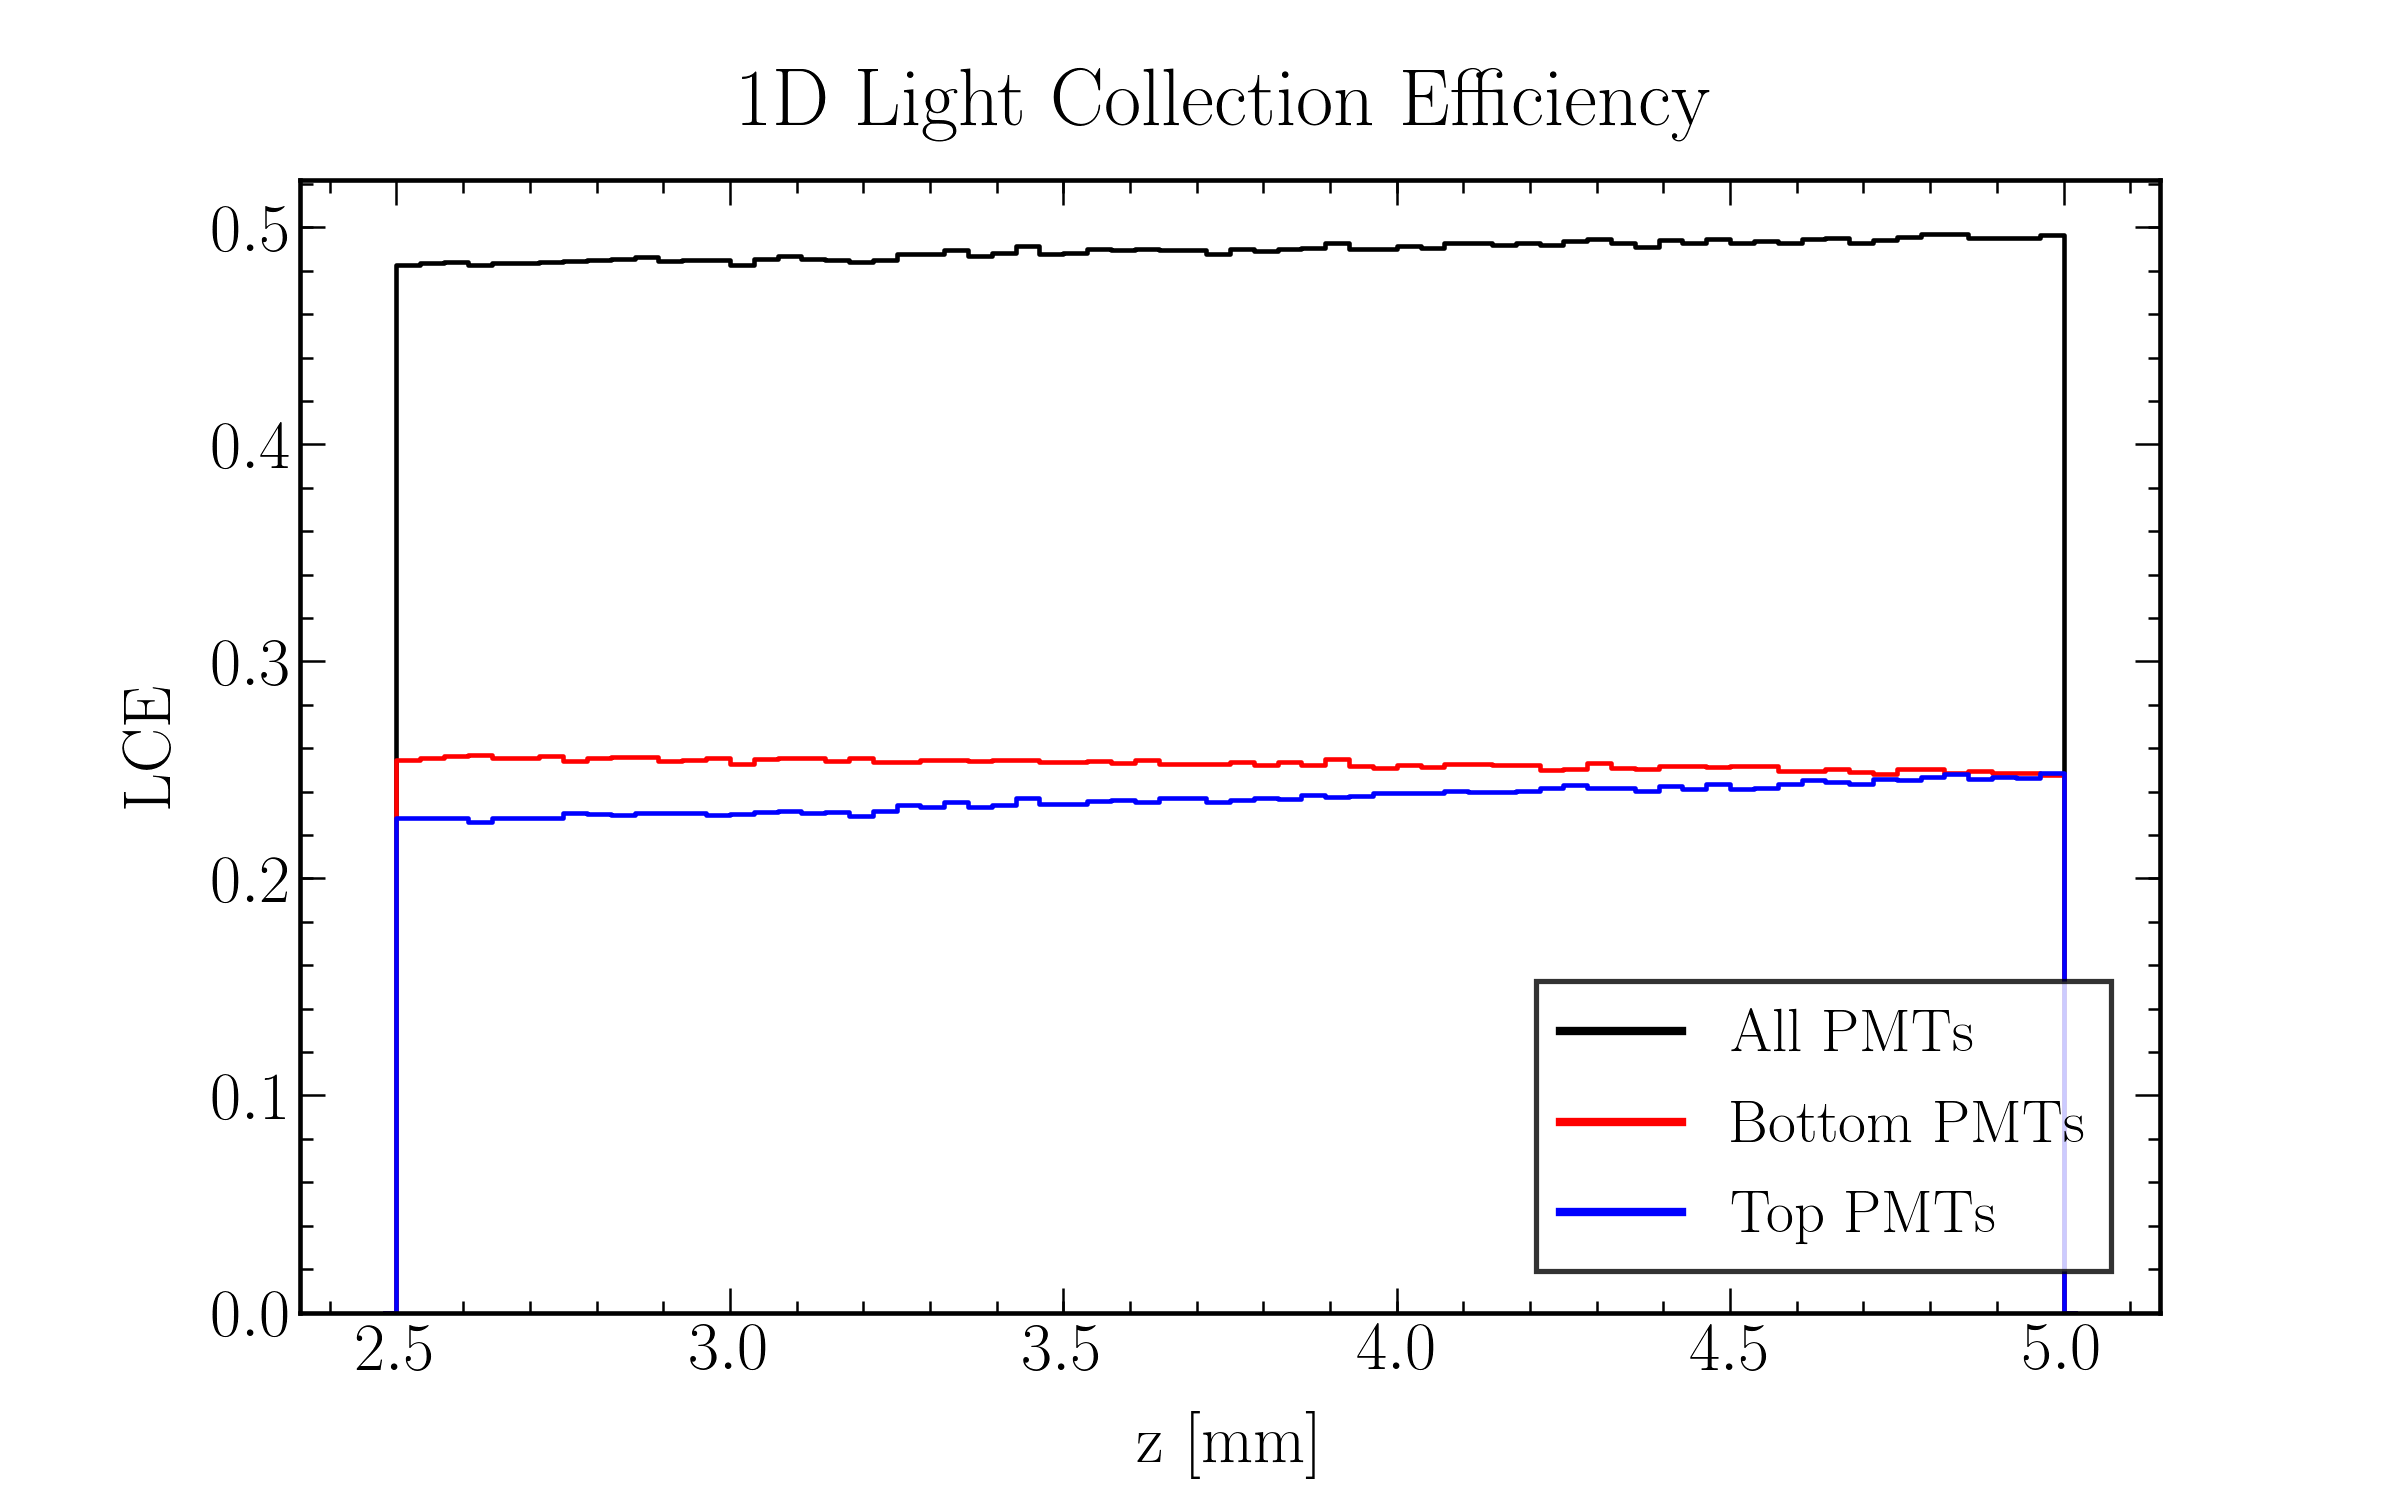 1D Light Collection Efficiency
0.5
0.4
0.3
0.2
0.1
0.0
LCE
2.5 3.0 3.5 4.0 4.5 5.0
z [mm]
All PMTs
Bottom PMTs
Top PMTs